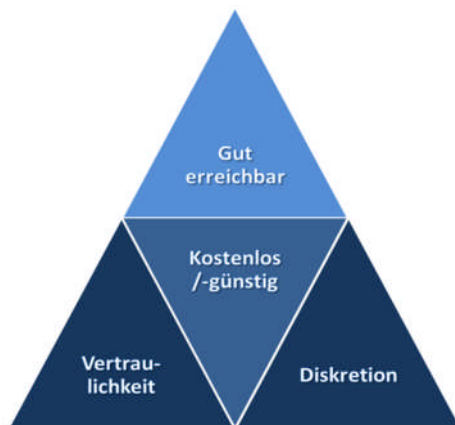 Gut
erreichbar
Kostenlos
/-günstig
Vertrau-
lichkeit
Diskretion